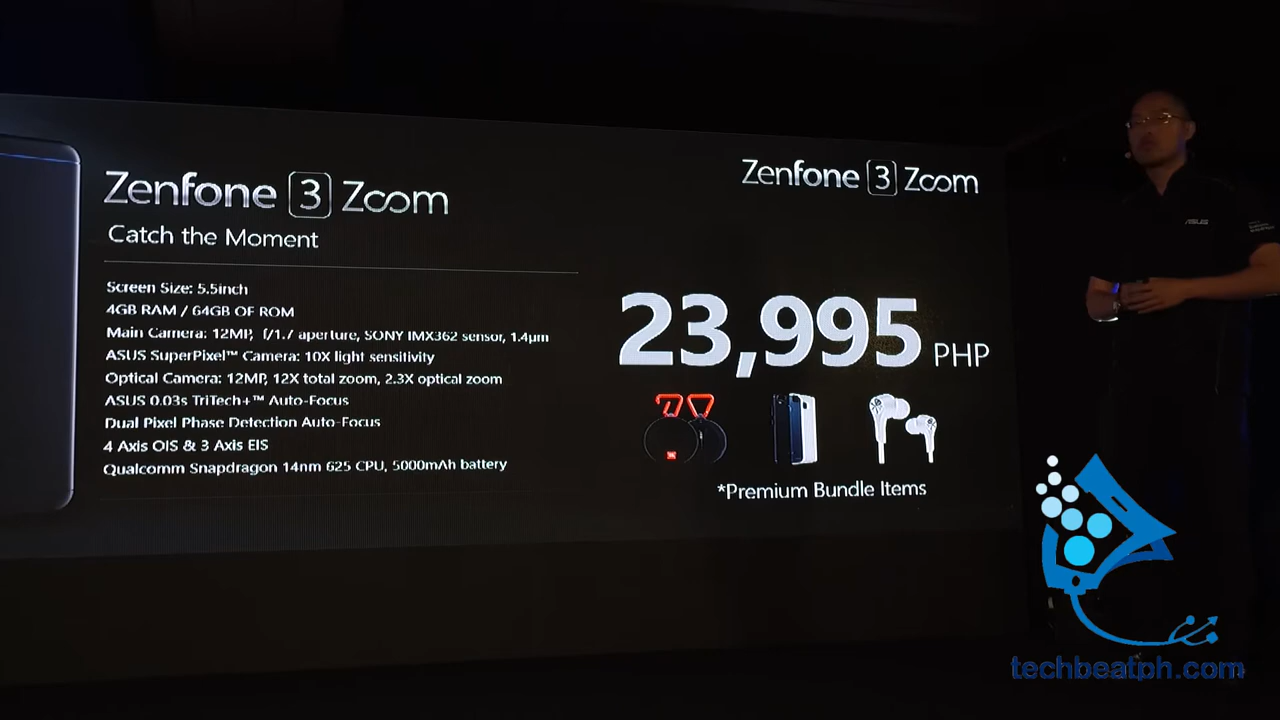 Zenfone 3 Zoom
Catch the Moment
Screen Size: 5.5inch
4GB RAM / 64GB OF ROM
Main Camera: 12MP, f/1.7 aperture, SONY IMX362 sensor, 1.4µm
ASUS SuperPixel™ Camera: 10X light sensitivity
Optical Camera: 12MP, 12X total zoom, 2.3X optical zoom
ASUS 0.03s TriTech+™ Auto-Focus
Dual Pixel Phase Detection Auto-Focus
4 Axis OIS & 3 Axis EIS
Qualcomm Snapdragon 14nm 625 CPU, 5000mAh battery
Zenfone 3 Zoom
23,995 PHP
JBL
*Premium Bundle Items
ASUS
techbeatph.com